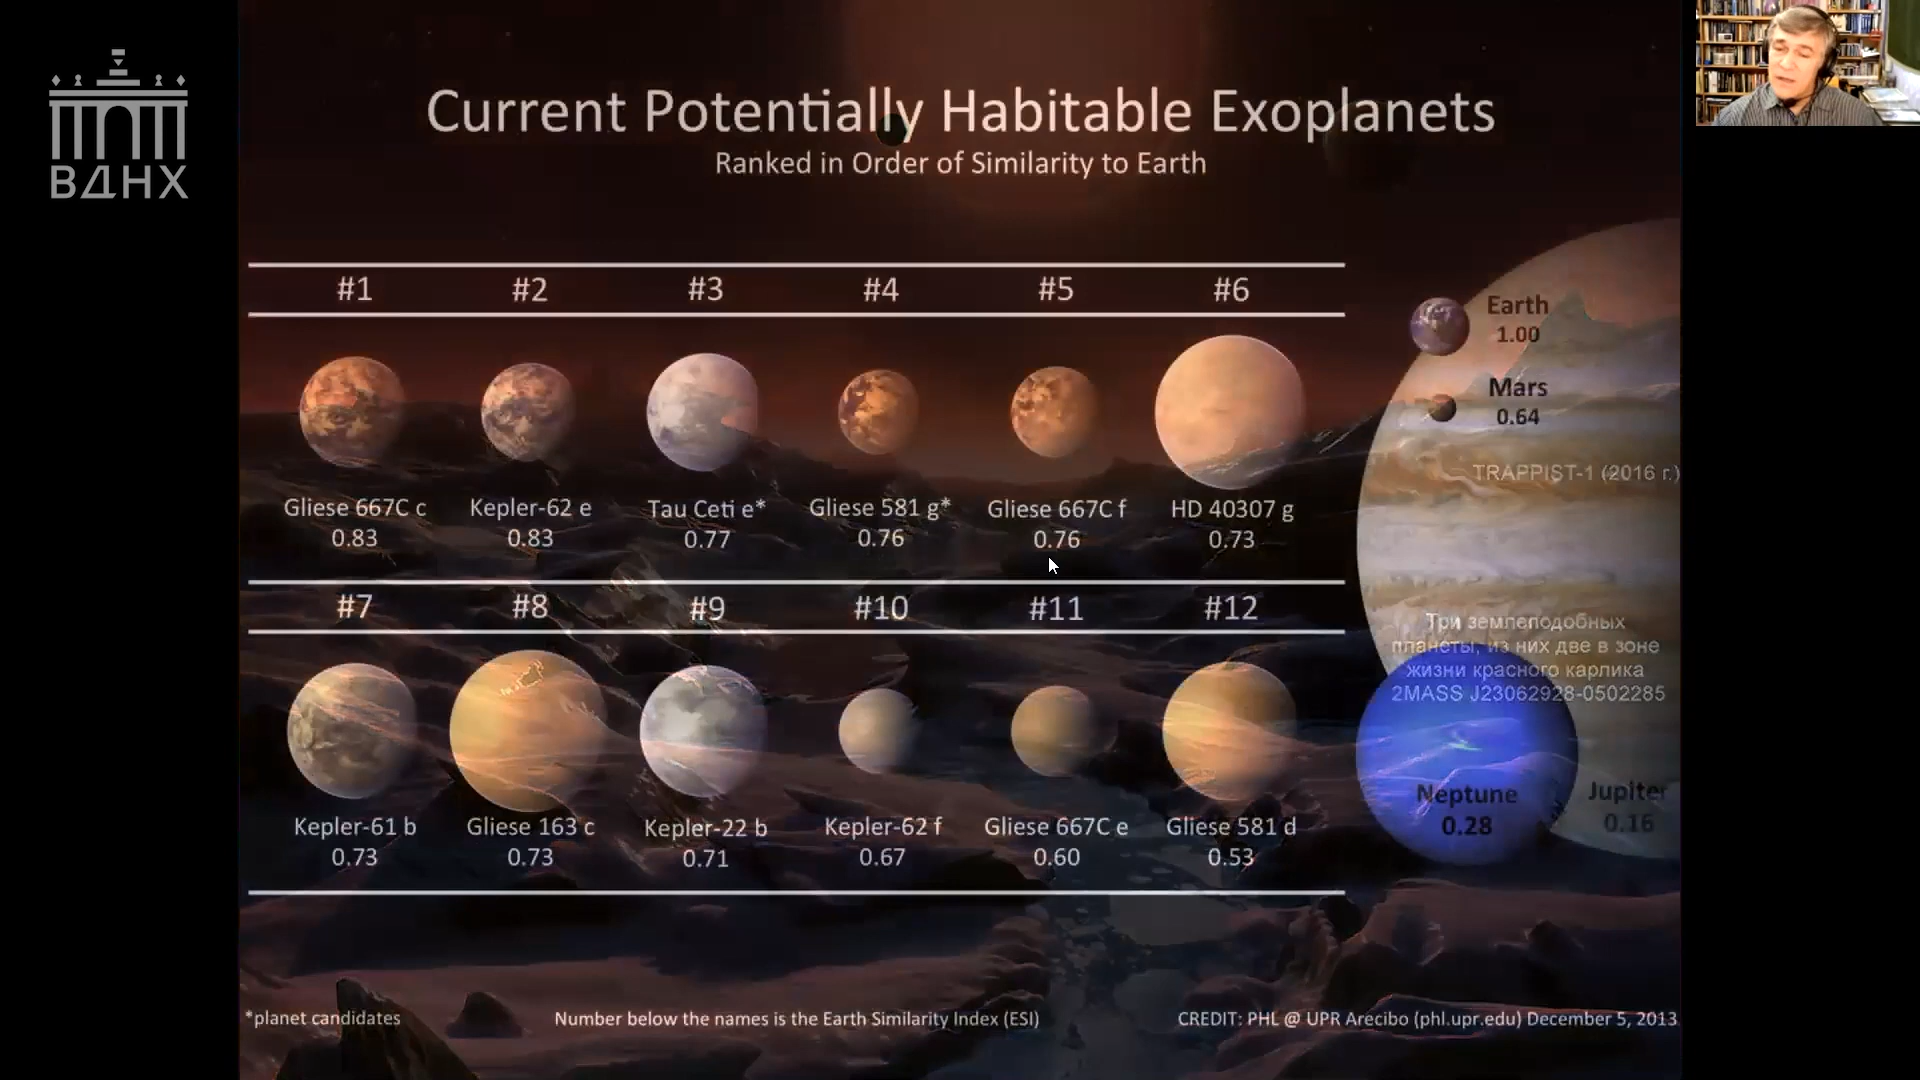 ВДНХ
Current Potentially Habitable Exoplanets
Ranked in Order of Similarity to Earth
#1 #2 #3 #4 #5 #6
Gliese 667C c Kepler-62 e Tau Ceti e* Gliese 581 g* Gliese 667C f HD 40307 g
0.83 0.83 0.77 0.76 0.76 0.73
#7 #8 #9 #10 #11 #12
Kepler-61 b Gliese 163 c Kepler-22 b Kepler-62 f Gliese 667C e Gliese 581 d
0.73 0.73 0.71 0.67 0.60 0.53
Earth
1.00
Mars
0.64
TRAPPIST-1 (2016 г.)
Три землеподобных
планеты, из них две в зоне
жизни красного карлика
2MASS J23062928-0502285
Neptune
0.28
Jupiter
0.16
*planet candidates
Number below the names is the Earth Similarity Index (ESI)
CREDIT: PHL @ UPR Arecibo (phl.upr.edu) December 5, 2013